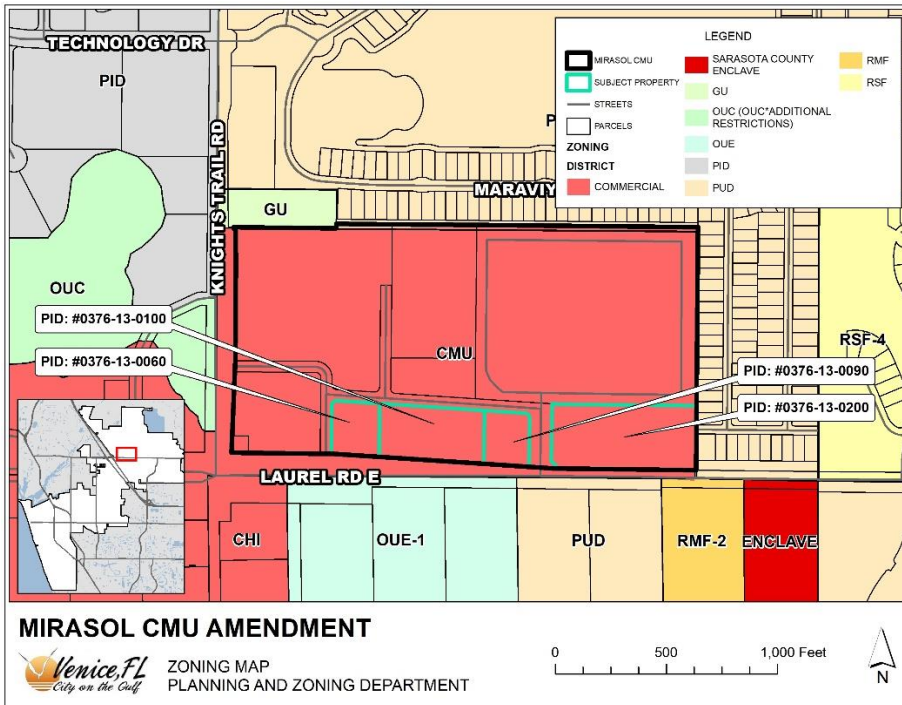 TECHNOLOGY DR
PID
KNIGHTS TRAIL RD
P
MARAVIY
LEGEND
MIRASOL CMU
SUBJECT PROPERTY
STREETS
PARCELS
ZONING
DISTRICT
COMMERCIAL
SARASOTA COUNTY
ENCLAVE
GU
OUC (OUC*ADDITIONAL
RESTRICTIONS)
OUE
PID
PUD
RMF
RSF
GU
OUC
PID: #0376-13-0100
PID: #0376-13-0060
CMU
RSF-4
PID: #0376-13-0090
PID: #0376-13-0200
LAUREL RD E
CHI
OUE-1
PUD
RMF-2
ENCLAVE
MIRASOL CMU AMENDMENT
Venice, FL
City on the Gulf
ZONING MAP
PLANNING AND ZONING DEPARTMENT
0 500 1,000 Feet
N